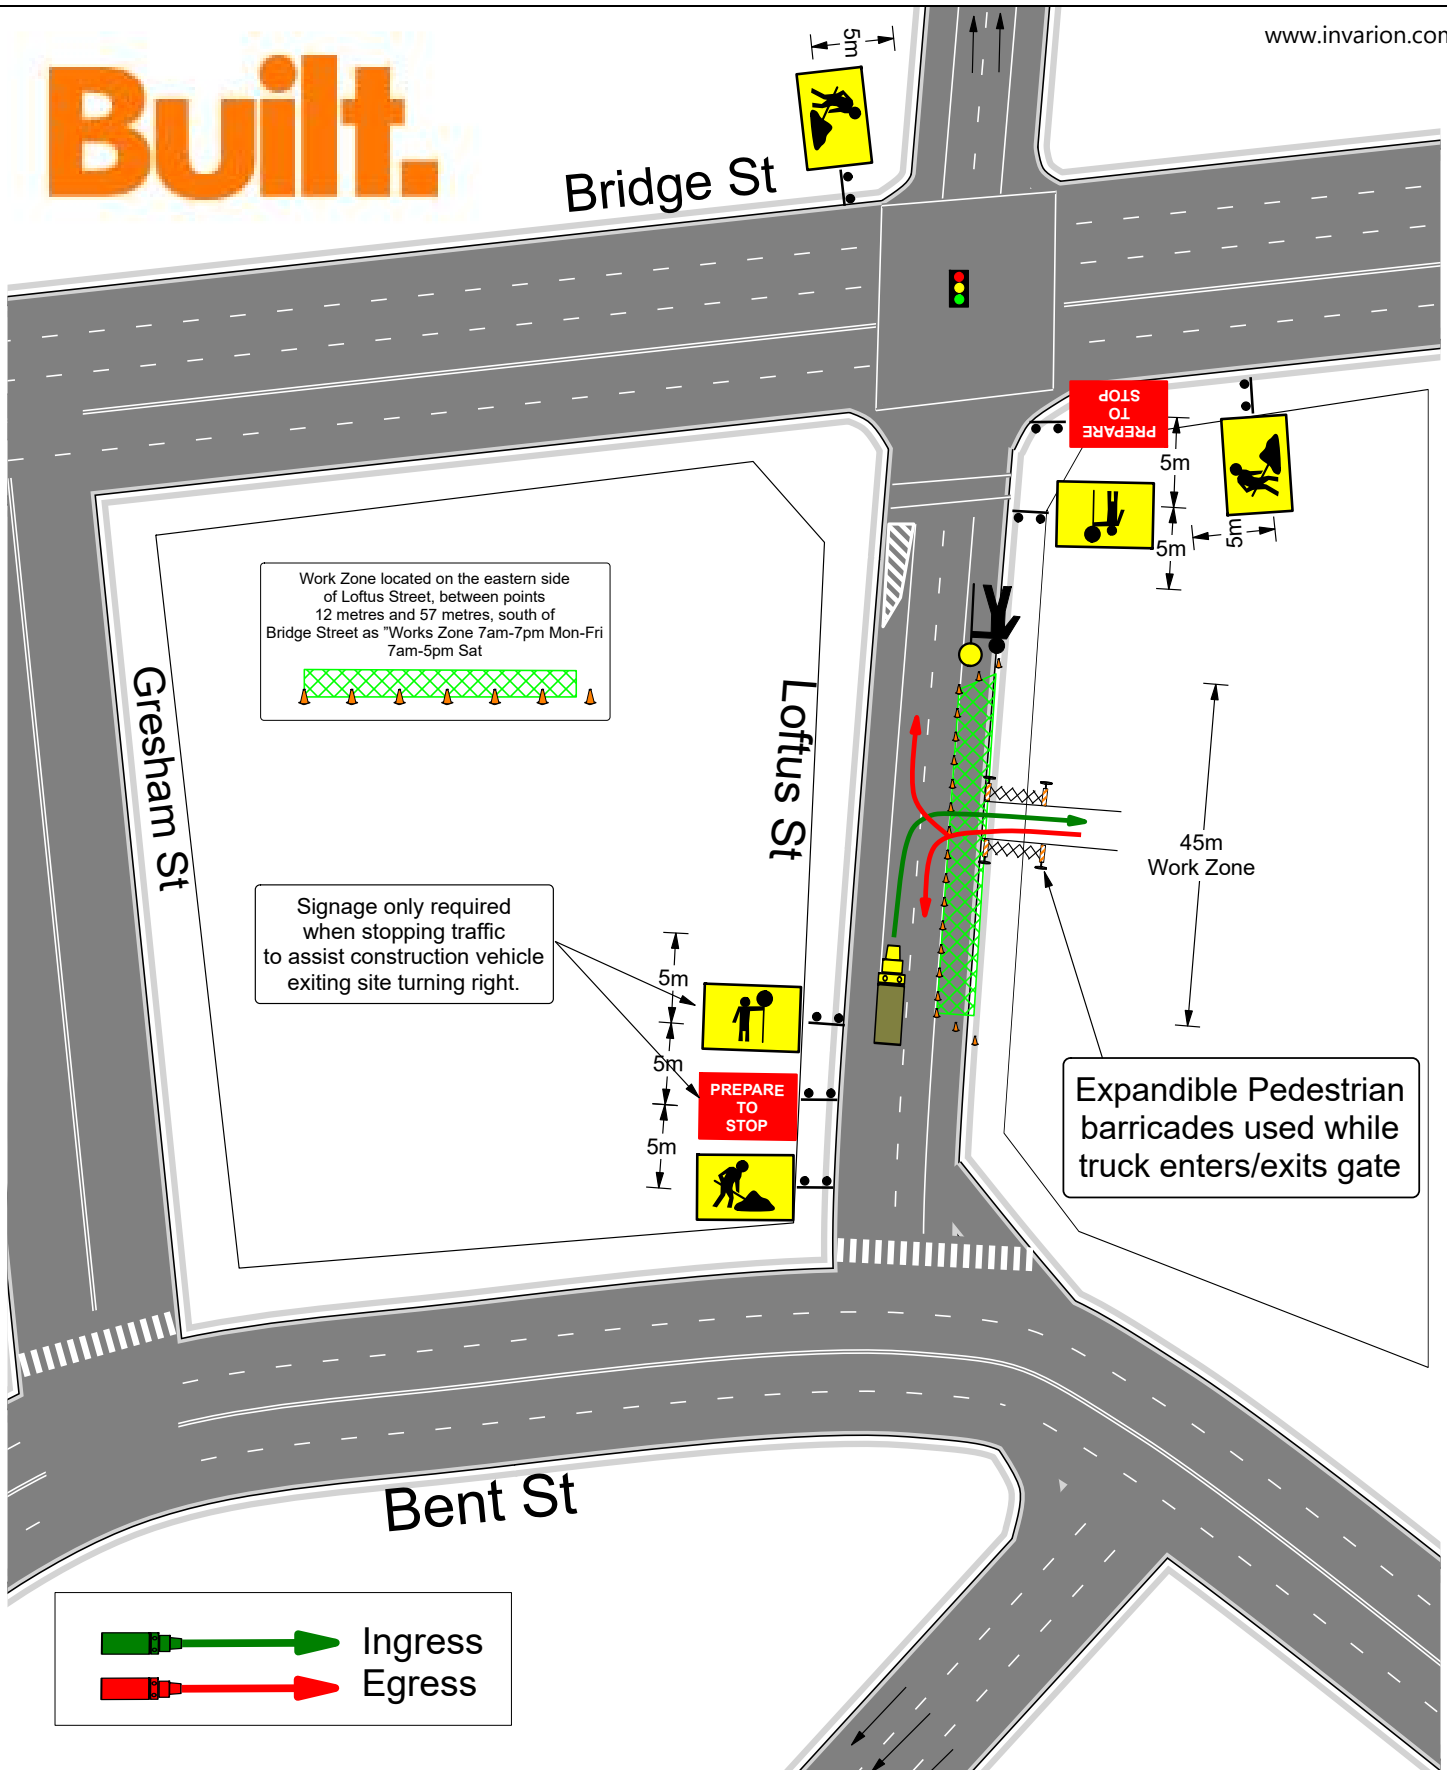 www.invarion.com
Built.
5m
Bridge St
PREPARE
TO
STOP
5m
5m
5m
Work Zone located on the eastern side
of Loftus Street, between points
12 metres and 57 metres, south of
Bridge Street as "Works Zone 7am-7pm Mon-Fri
7am-5pm Sat
Gresham St
Loftus St
45m
Work Zone
Signage only required
when stopping traffic
to assist construction vehicle
exiting site turning right.
5m
5m
5m
PREPARE
TO
STOP
Expandible Pedestrian
barricades used while
truck enters/exits gate
Bent St
Ingress
Egress